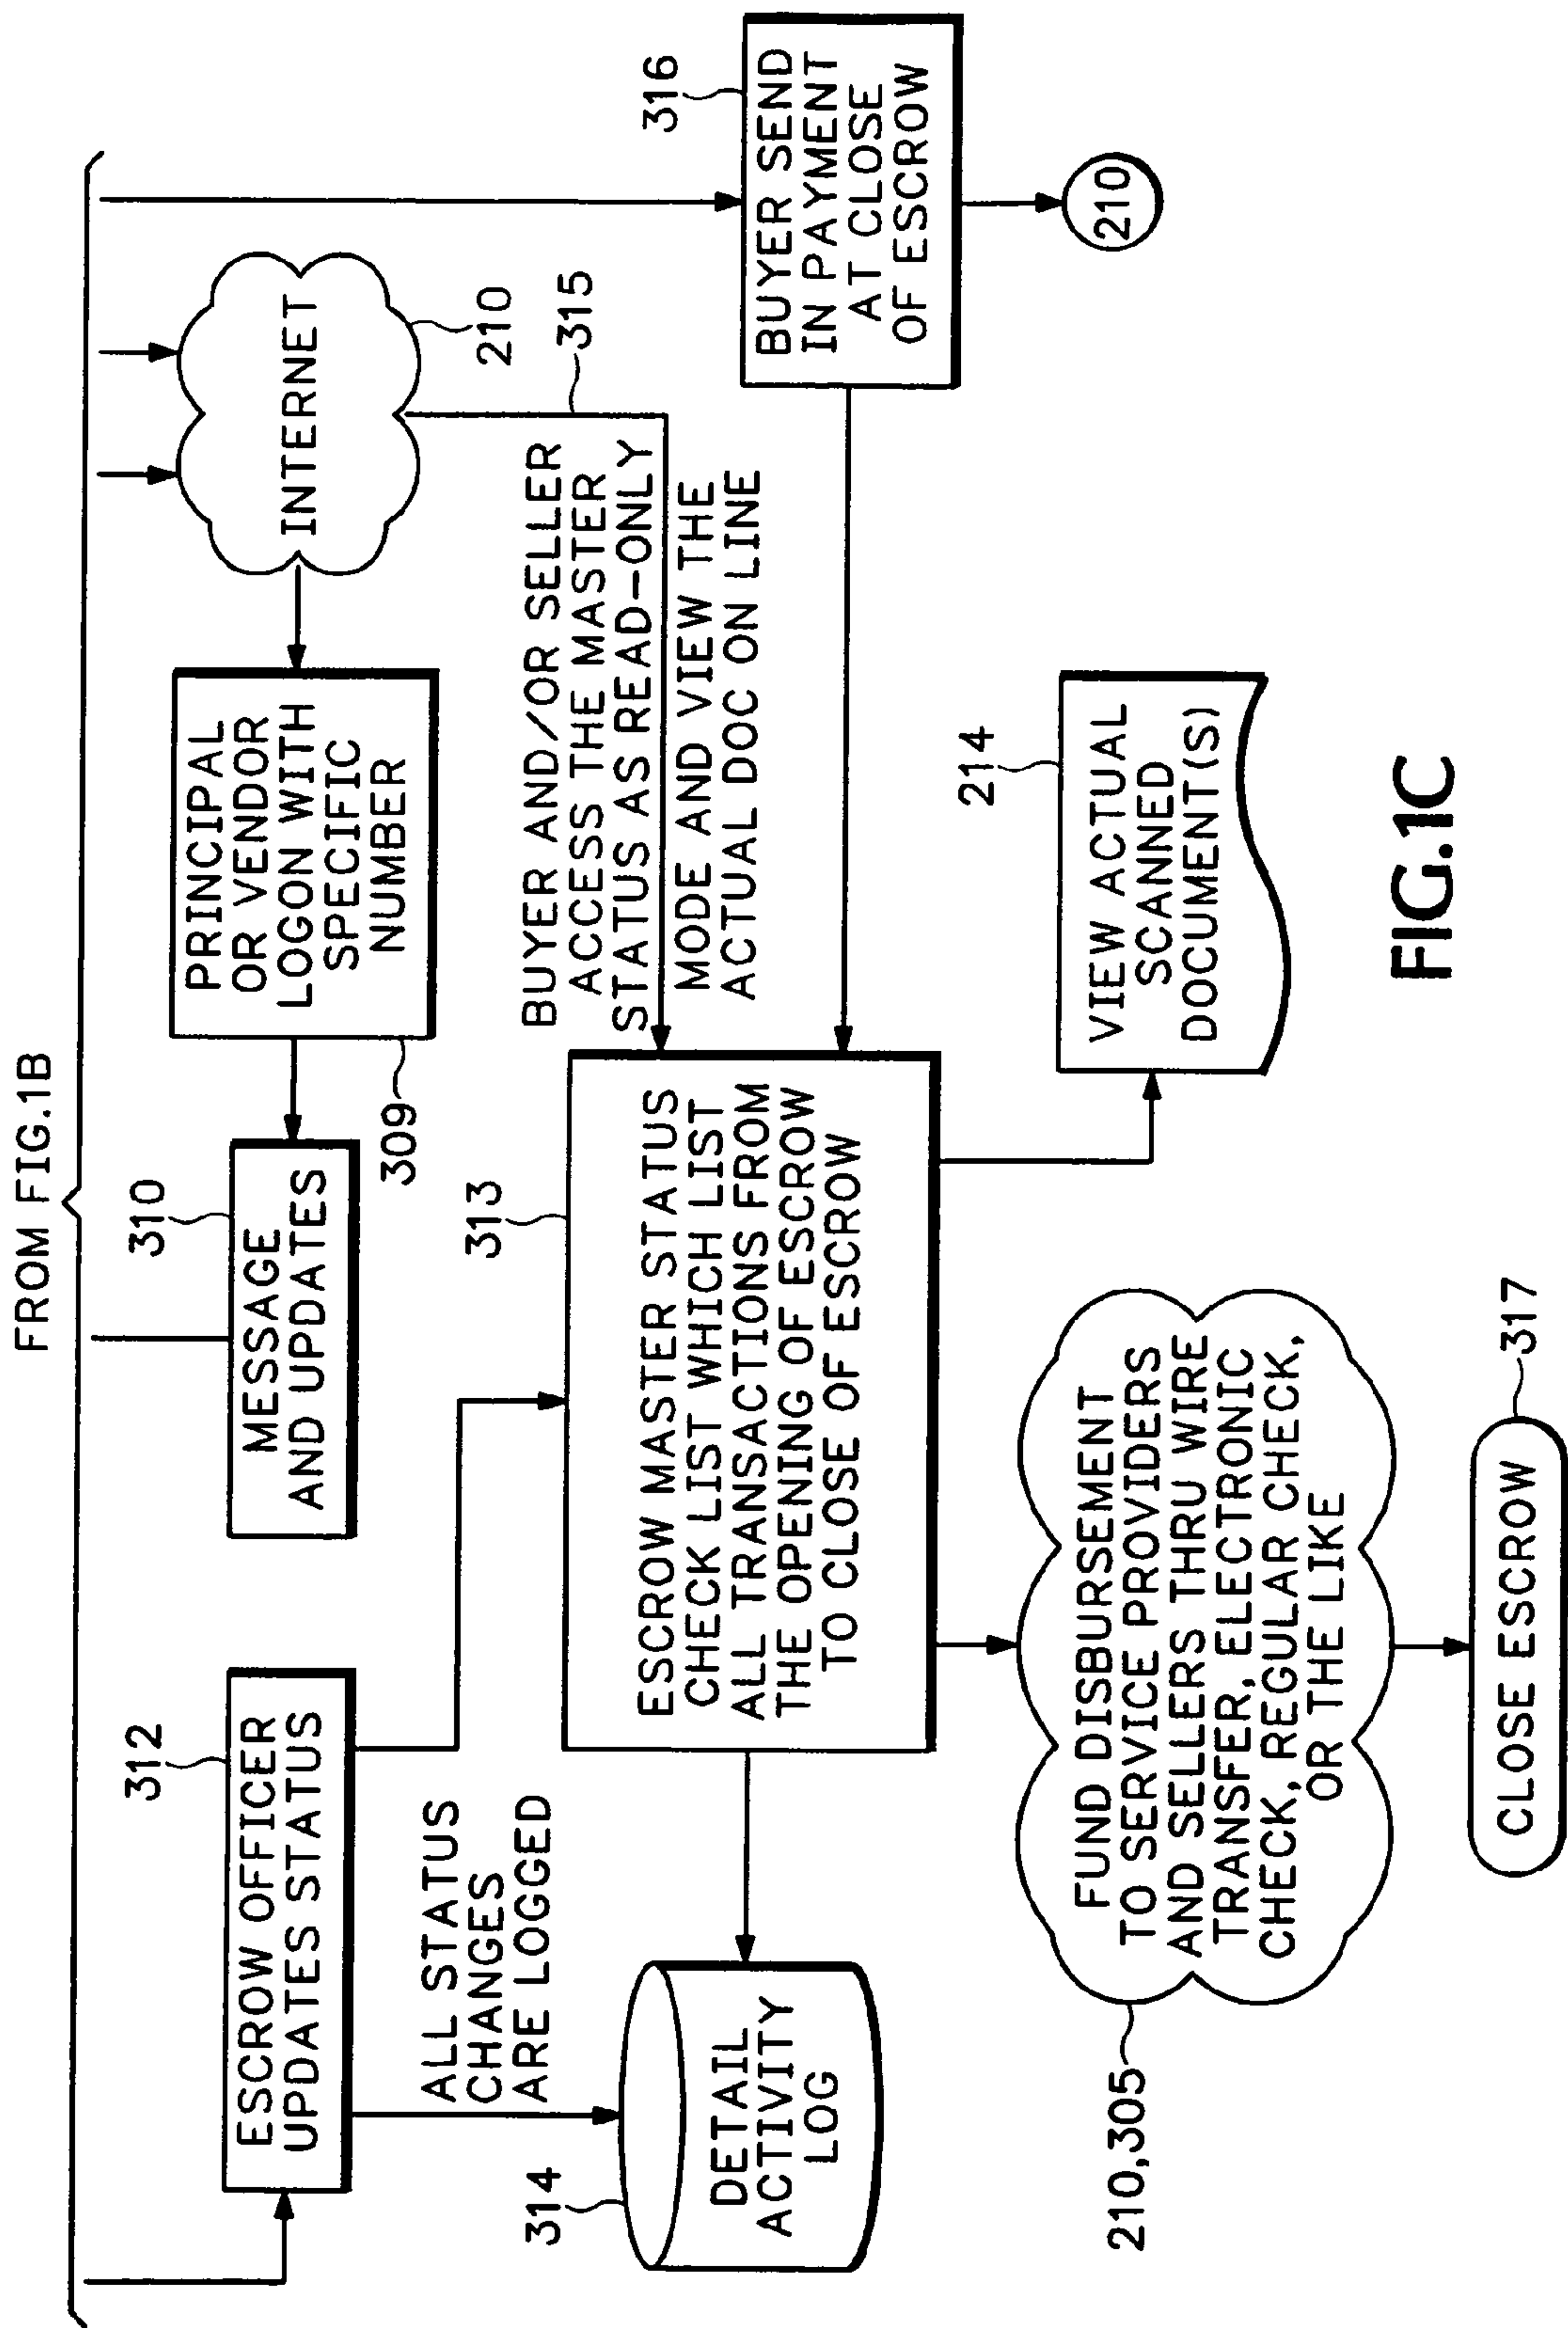 FROM FIG.1B
312
ESCROW OFFICER
UPDATES STATUS
310
MESSAGE
AND UPDATES
309
PRINCIPAL
OR VENDOR
LOGON WITH
SPECIFIC
NUMBER
INTERNET
210
315
316
BUYER SEND
IN PAYMENT
AT CLOSE
OF ESCROW
210
ALL STATUS
CHANGES
ARE LOGGED
BUYER AND/OR SELLER
ACCESS THE MASTER
STATUS AS READ-ONLY
MODE AND VIEW THE
ACTUAL DOC ON LINE
314
DETAIL
ACTIVITY
LOG
313
ESCROW MASTER STATUS
CHECK LIST WHICH LIST
ALL TRANSACTIONS FROM
THE OPENING OF ESCROW
TO CLOSE OF ESCROW
214
VIEW ACTUAL
SCANNED
DOCUMENT(S)
210,305
FUND DISBURSEMENT
TO SERVICE PROVIDERS
AND SELLERS THRU WIRE
TRANSFER, ELECTRONIC
CHECK, REGULAR CHECK,
OR THE LIKE
CLOSE ESCROW
317
FIG.1C